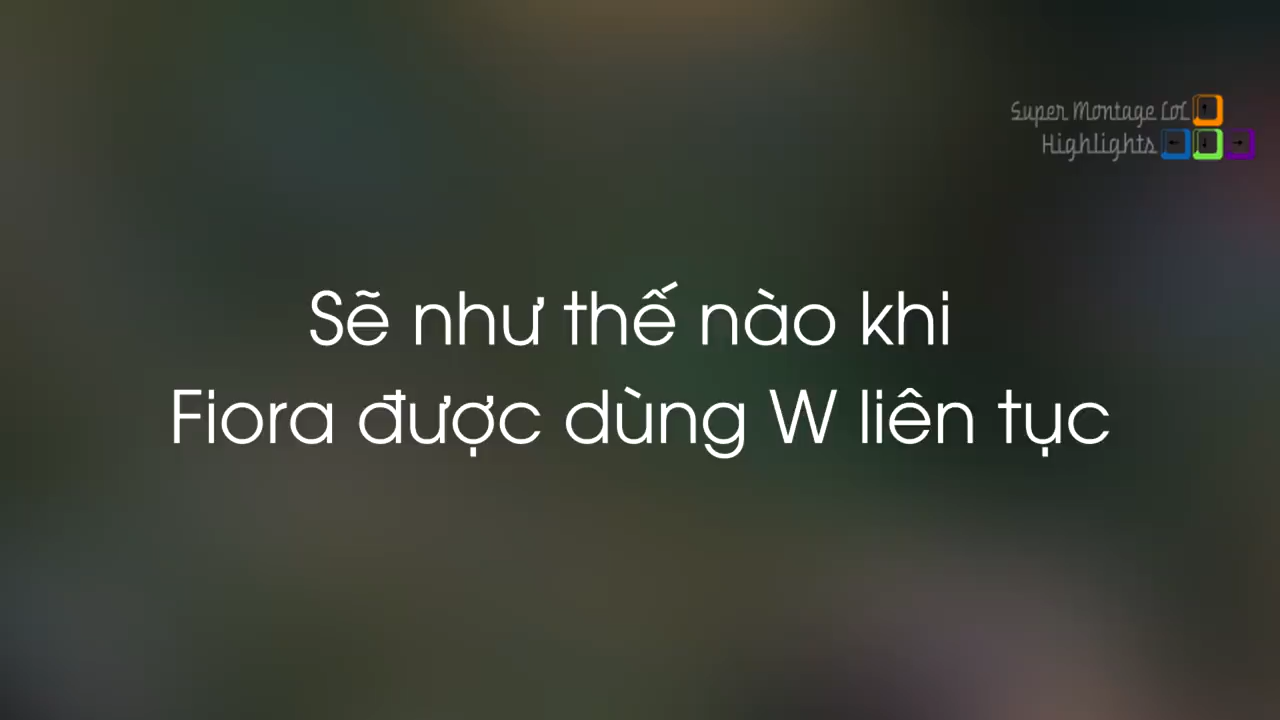 Super Montage LoL
Highlights
Sẽ như thế nào khi
Fiora được dùng W liên tục